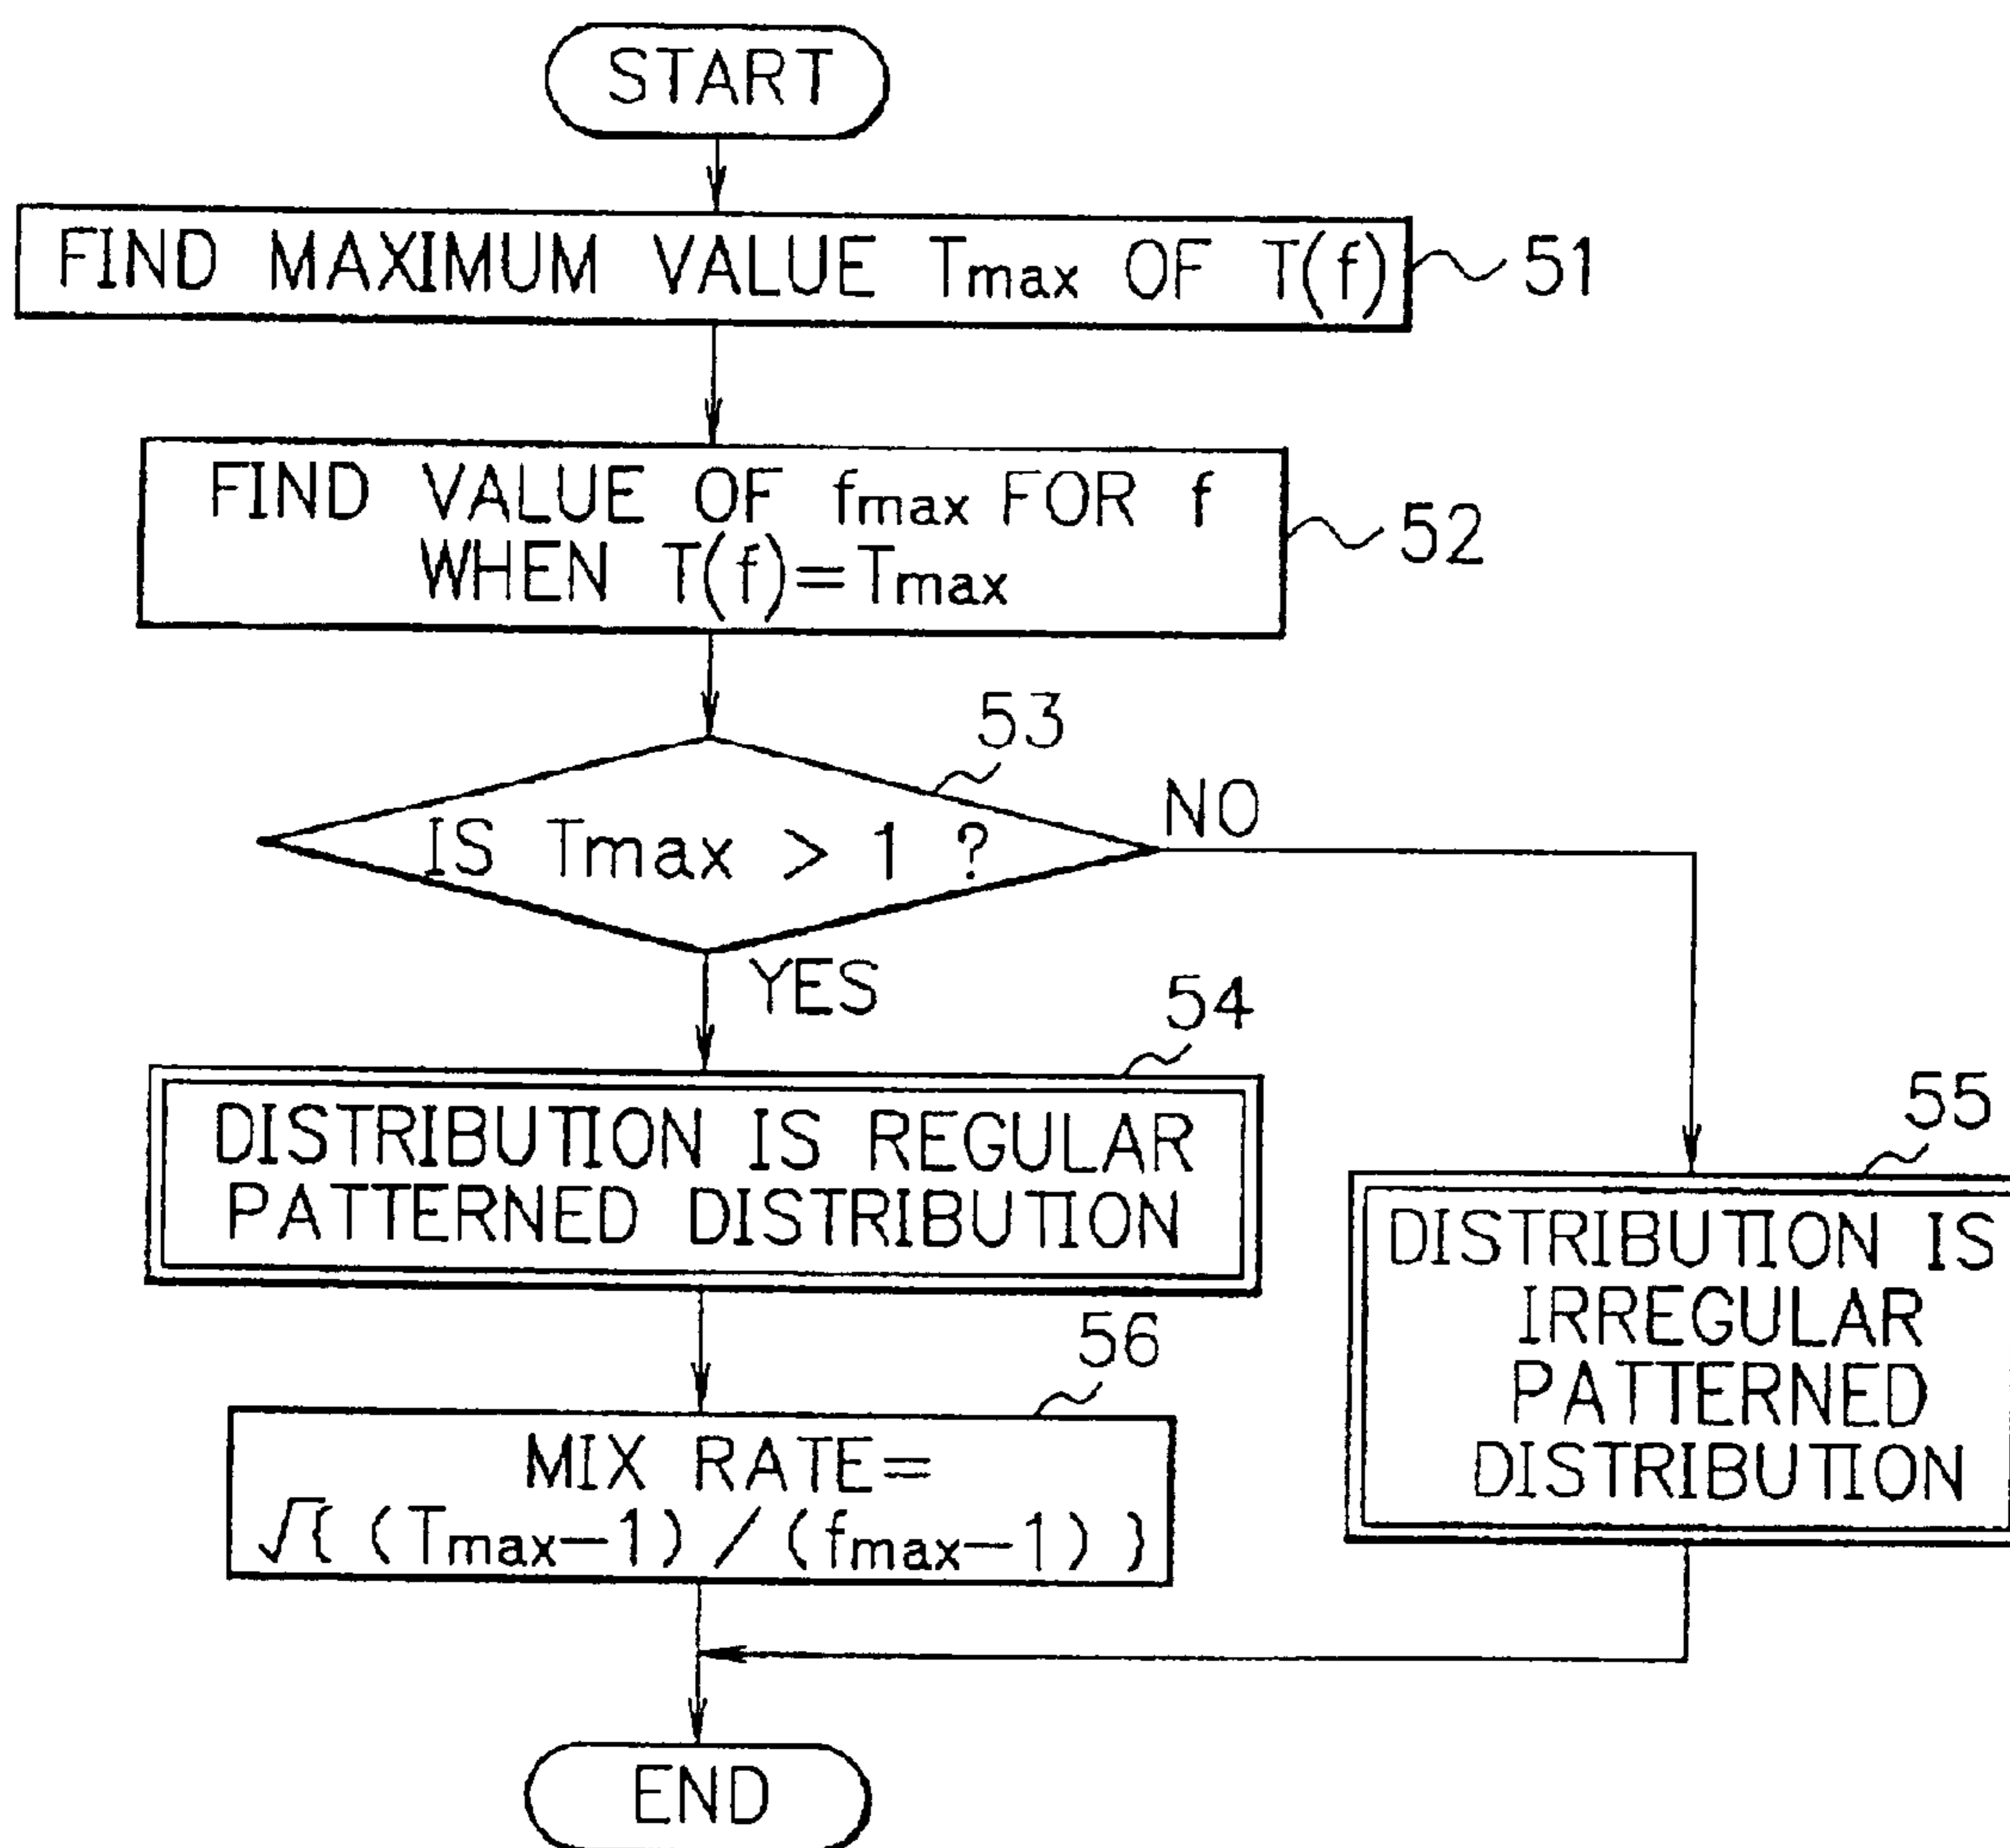 START
FIND MAXIMUM VALUE Tmax OF T(f)
51
FIND VALUE OF fmax FOR f
WHEN T(f)=Tmax
52
53
IS Tmax > 1 ?
NO
YES
54
DISTRIBUTION IS REGULAR
PATTERNED DISTRIBUTION
55
DISTRIBUTION IS
IRREGULAR
PATTERNED
DISTRIBUTION
56
MIX RATE=
√{ (Tmax-1) / (fmax-1) }
END